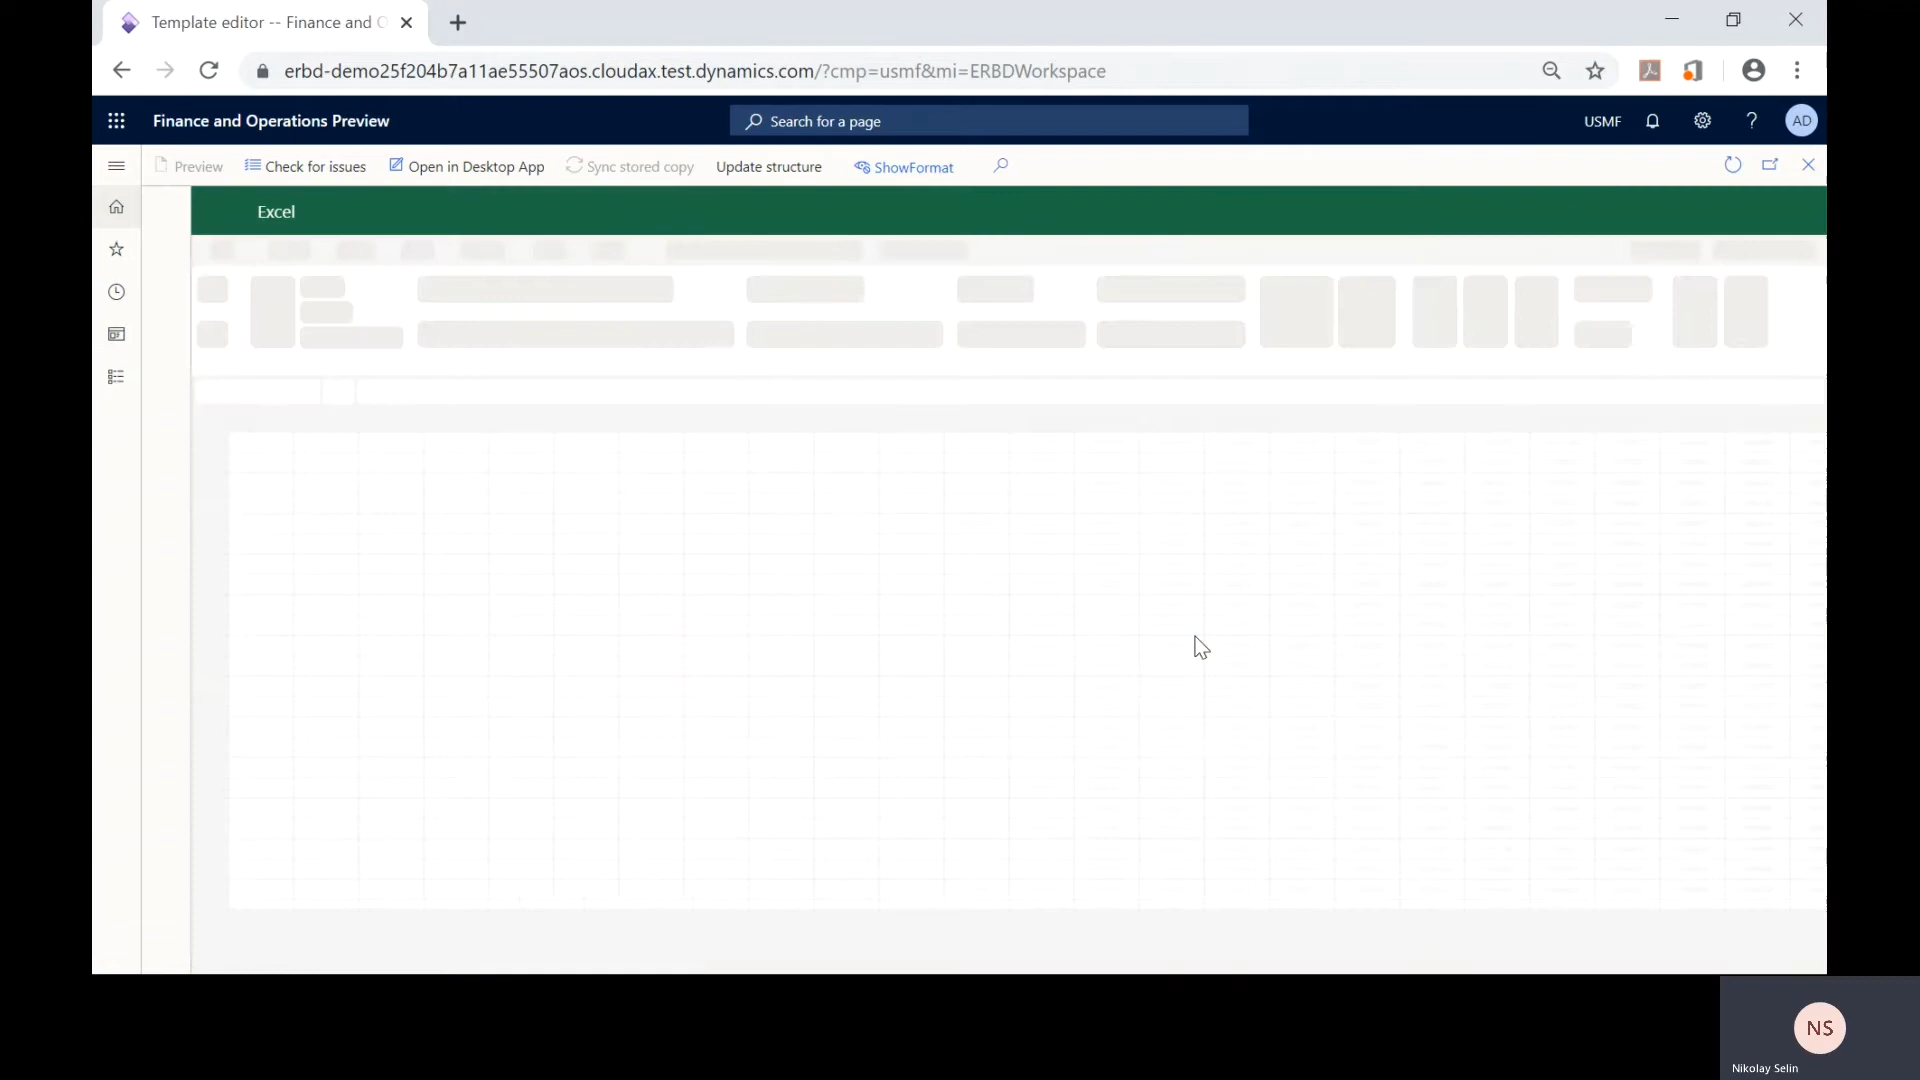 Template editor -- Finance and O
erbd-demo25f204b7a11ae55507aos.cloudax.test.dynamics.com/?cmp=usmf&mi=ERBDWorkspace
Finance and Operations Preview
Search for a page
USMF
?
AD
Preview
Check for issues
Open in Desktop App
Sync stored copy
Update structure
ShowFormat
Excel
NS
Nikolay Selin